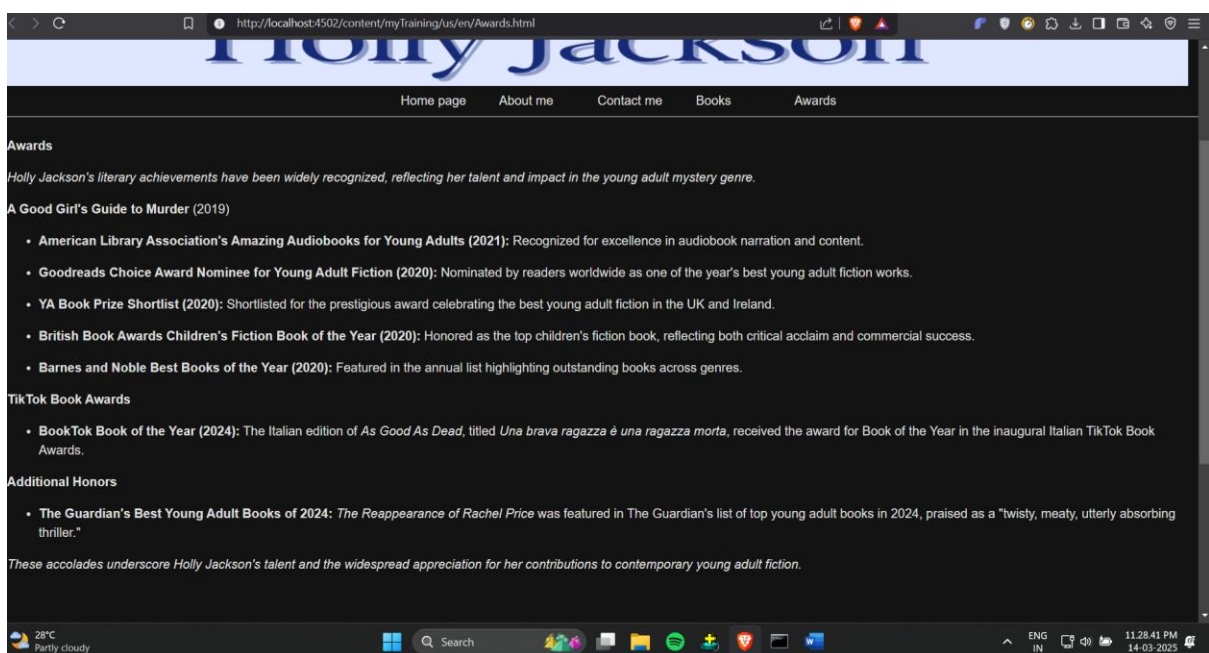 http://localhost:4502/content/myTraining/us/en/Awards.html
Holly Jackson
Home page About me Contact me Books Awards
Awards
Holly Jackson's literary achievements have been widely recognized, reflecting her talent and impact in the young adult mystery genre.
A Good Girl's Guide to Murder (2019)
• American Library Association's Amazing Audiobooks for Young Adults (2021): Recognized for excellence in audiobook narration and content.
• Goodreads Choice Award Nominee for Young Adult Fiction (2020): Nominated by readers worldwide as one of the year's best young adult fiction works.
• YA Book Prize Shortlist (2020): Shortlisted for the prestigious award celebrating the best young adult fiction in the UK and Ireland.
• British Book Awards Children's Fiction Book of the Year (2020): Honored as the top children's fiction book, reflecting both critical acclaim and commercial success.
• Barnes and Noble Best Books of the Year (2020): Featured in the annual list highlighting outstanding books across genres.
TikTok Book Awards
• BookTok Book of the Year (2024): The Italian edition of As Good As Dead, titled Una brava ragazza è una ragazza morta, received the award for Book of the Year in the inaugural Italian TikTok Book
Awards.
Additional Honors
• The Guardian's Best Young Adult Books of 2024: The Reappearance of Rachel Price was featured in The Guardian's list of top young adult books in 2024, praised as a "twisty, meaty, utterly absorbing
thriller."
These accolades underscore Holly Jackson's talent and the widespread appreciation for her contributions to contemporary young adult fiction.
28°C
Partly cloudy
Search
ENG
IN
11.28.41 PM
14-03-2025